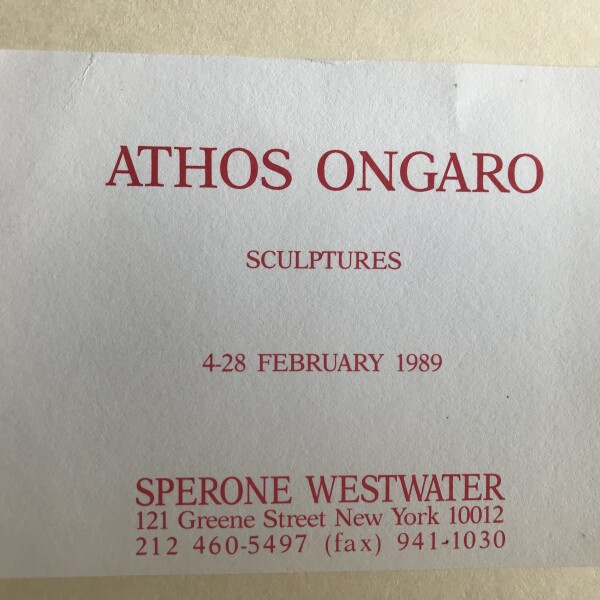 ATHOS ONGARO
SCULPTURES
4-28 FEBRUARY 1989
SPERONE WESTWATER
121 Greene Street New York 10012
212 460-5497 (fax) 941-1030